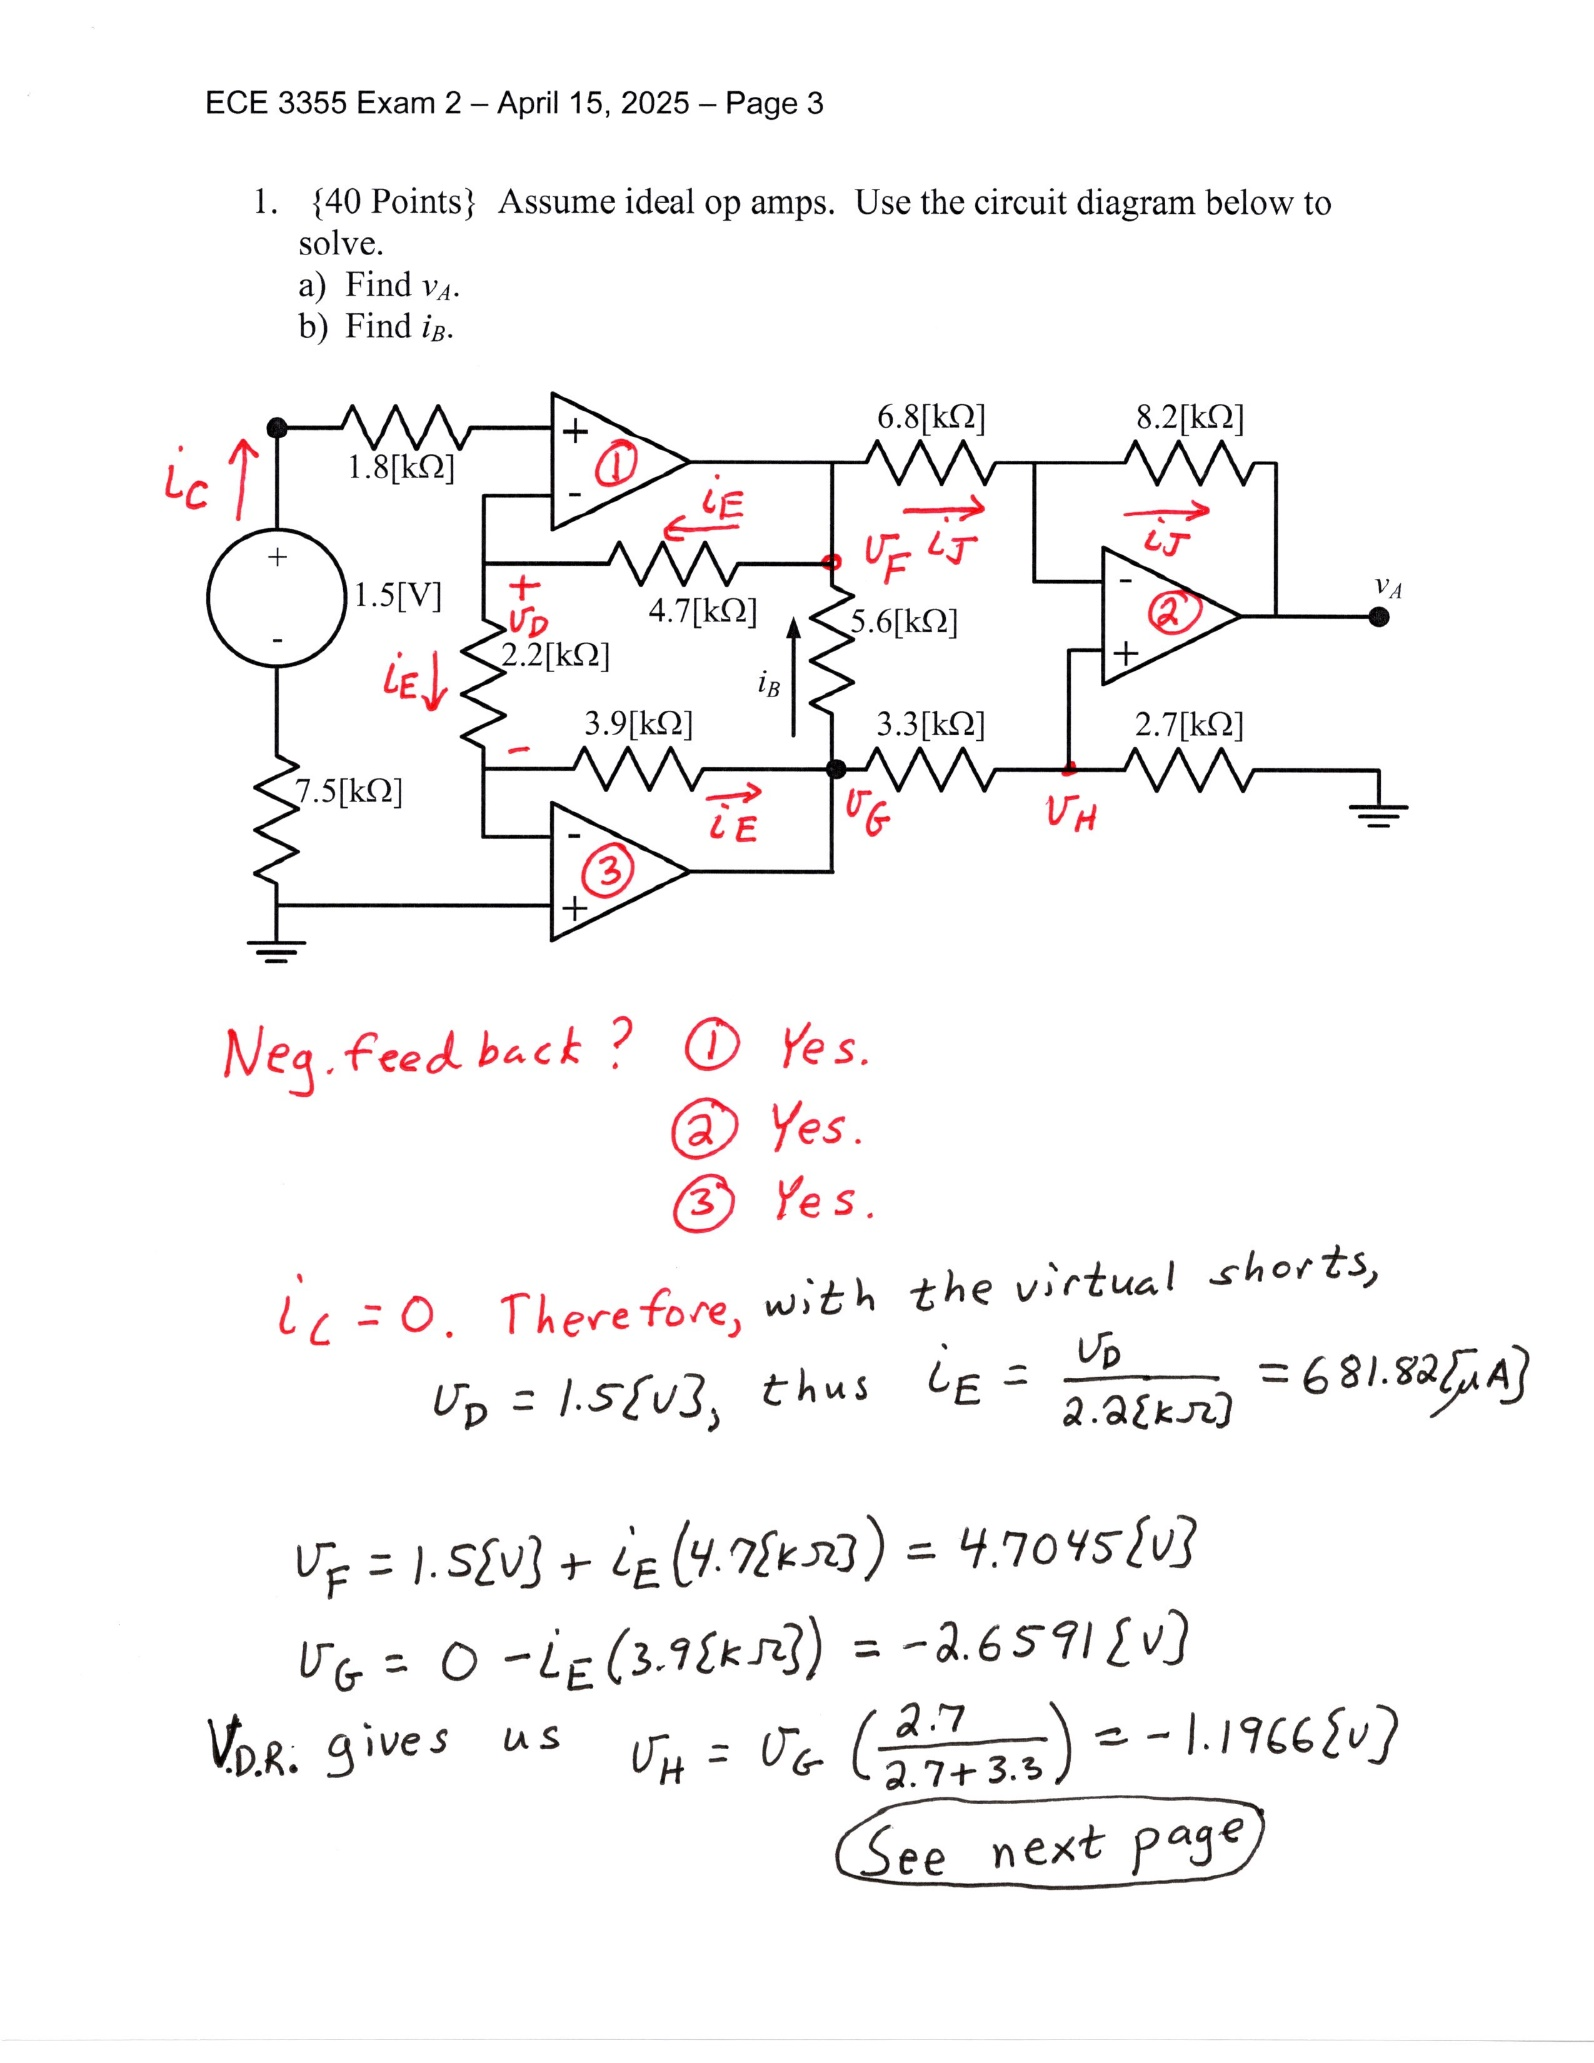 ECE 3355 Exam 2 – April 15, 2025 – Page 3
1. {40 Points} Assume ideal op amps. Use the circuit diagram below to
solve.
a) Find vA.
b) Find iB.
6.8[kΩ]
8.2[kΩ]
+
1
-
1.8[kΩ]
iC
iE
+
1.5[V]
-
vF
iJ
iJ
+
vD
-
4.7[kΩ]
5.6[kΩ]
-
2
+
vA
2.2[kΩ]
iE
iB
3.9[kΩ]
3.3[kΩ]
2.7[kΩ]
7.5[kΩ]
iE
vG
vH
-
3
+
Neg. feedback? ① Yes.
② Yes.
③ Yes.
iC = 0. Therefore, with the virtual shorts,
vD = 1.5[V], thus iE = vD / 2.2[kΩ] = 681.82[μA]
vF = 1.5[V] + iE (4.7[kΩ]) = 4.7045[V]
vG = 0 - iE (3.9[kΩ]) = -2.6591[V]
V.D.R. gives us vH = vG (2.7 / 2.7 + 3.3) = -1.1966[V]
See next page